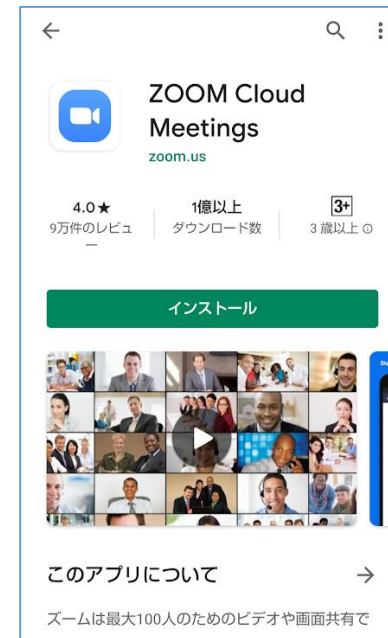 ZOOM Cloud
Meetings
zoom.us
4.0★
9万件のレビュ
ー
1億以上
ダウンロード数
3+
3 歳以上
インストール
このアプリについて
ズームは最大100人のためのビデオや画面共有で